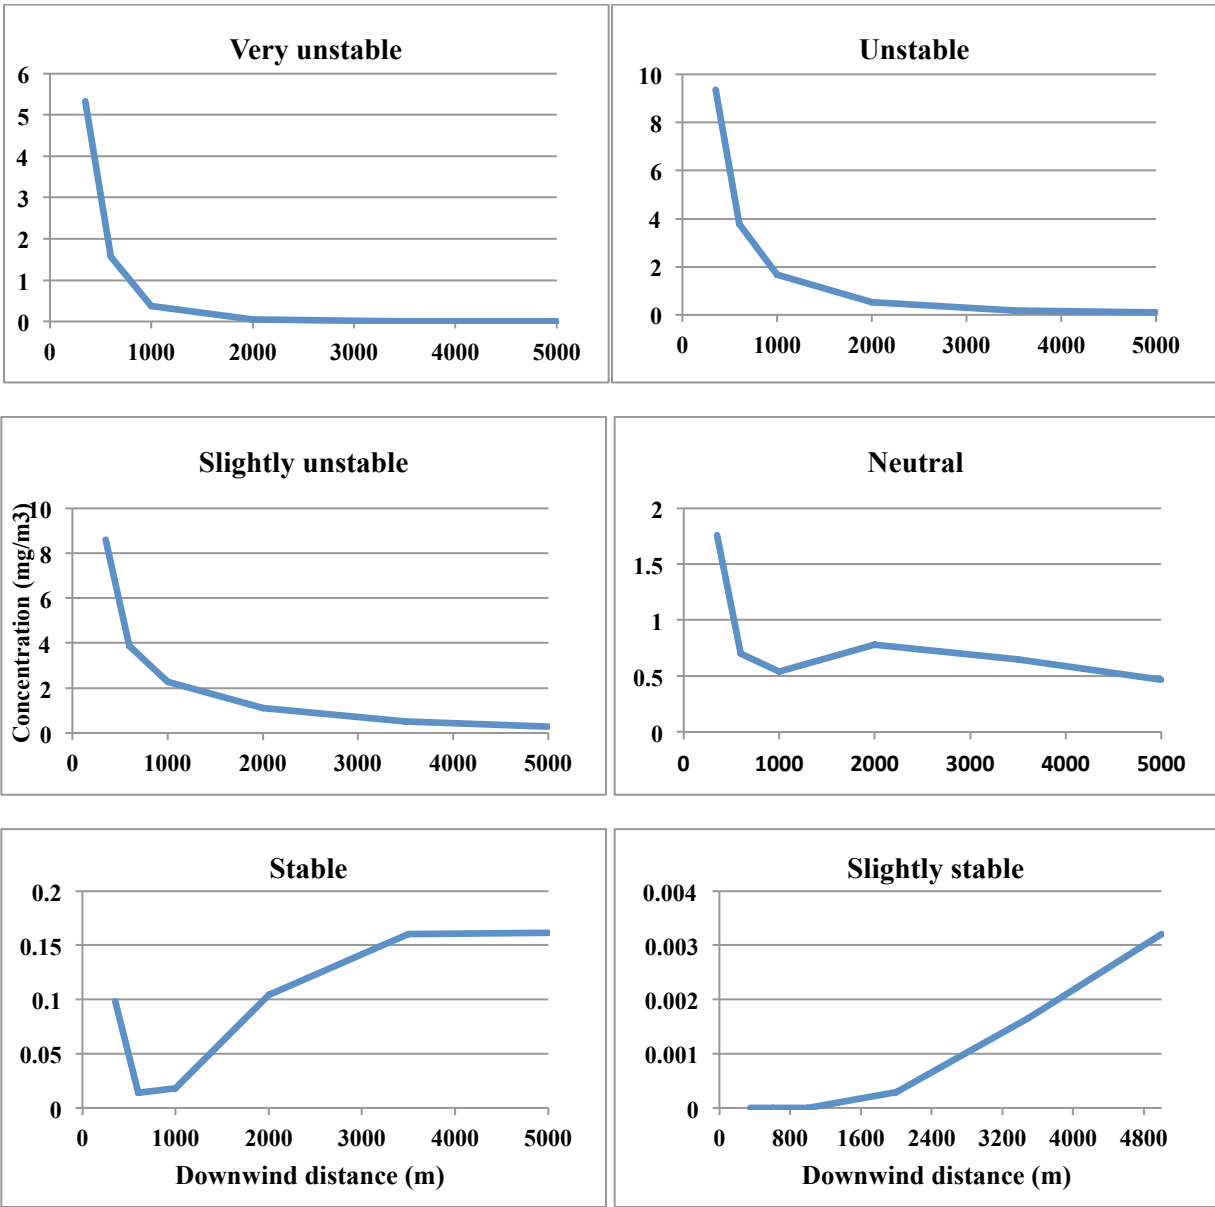 Very unstable
6
5
4
3
2
1
0
0 1000 2000 3000 4000 5000
Unstable
10
8
6
4
2
0
0 1000 2000 3000 4000 5000
Slightly unstable
Concentration (mg/m3)
10
8
6
4
2
0
0 1000 2000 3000 4000 5000
Neutral
2
1.5
1
0.5
0
0 1000 2000 3000 4000 5000
Stable
0.2
0.15
0.1
0.05
0
0 1000 2000 3000 4000 5000
Downwind distance (m)
Slightly stable
0.004
0.003
0.002
0.001
0
0 800 1600 2400 3200 4000 4800
Downwind distance (m)